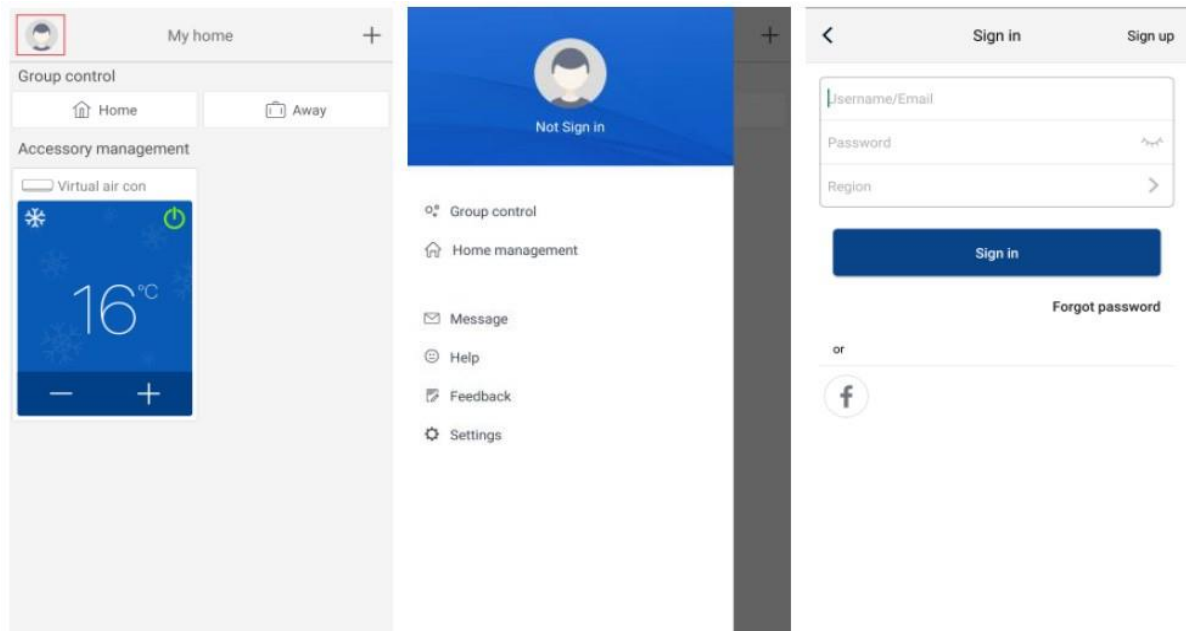 My home
Group control
Home
Away
Accessory management
Virtual air con
16°C
Not Sign in
Group control
Home management
Message
Help
Feedback
Settings
Sign in
Sign up
Username/Email
Password
Region
Sign in
Forgot password
or
f